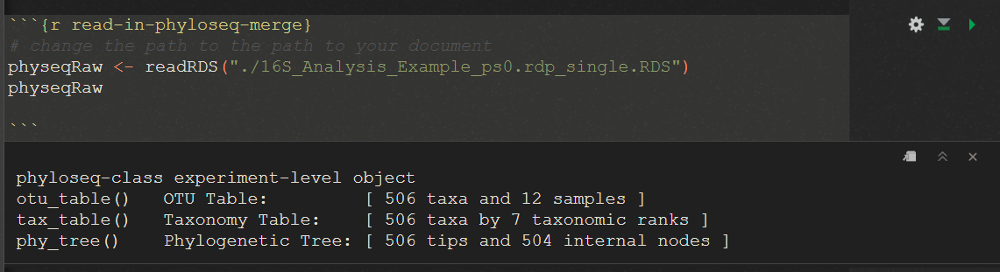 ```{r read-in-phyloseq-merge}
# change the path to the path to your document
physeqRaw <- readRDS("./16S_Analysis_Example_ps0.rdp_single.RDS")
physeqRaw
```
phyloseq-class experiment-level object
otu_table()   OTU Table:         [ 506 taxa and 12 samples ]
tax_table()   Taxonomy Table:    [ 506 taxa by 7 taxonomic ranks ]
phy_tree()    Phylogenetic Tree: [ 506 tips and 504 internal nodes ]